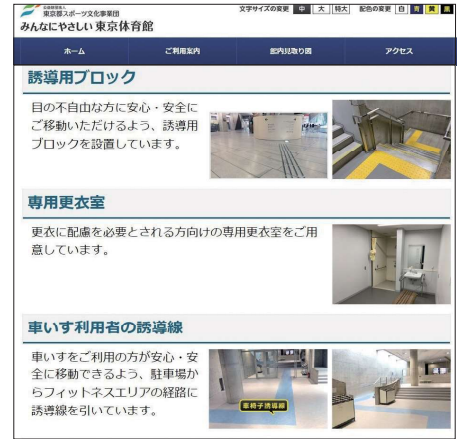 公益財団法人
東京都スポーツ文化事業団
みんなにやさしい 東京体育館
文字サイズの変更 中 大 特大 配色の変更 白 青 黄 黒
ホーム ご利用案内 館内見取り図 アクセス
誘導用ブロック
目の不自由な方に安心・安全に
ご移動いただけるよう、誘導用
ブロックを設置しています。
専用更衣室
更衣に配慮を必要とされる方向けの専用更衣室をご用
意しています。
車いす利用者の誘導線
車いすをご利用の方が安心・安
全に移動できるよう、駐車場か
らフィットネスエリアの経路に
誘導線を引いています。
車椅子誘導線